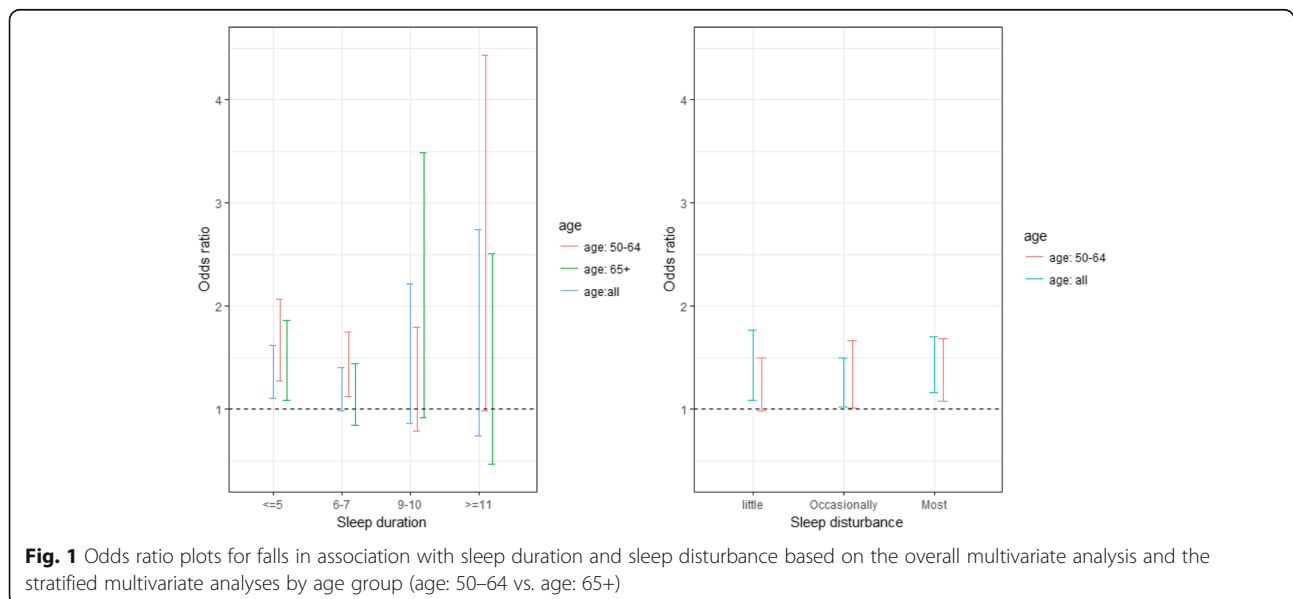 4
3
2
1
Odds ratio
<=5
6-7
9-10
>=11
Sleep duration
age
age: 50-64
age: 65+
age:all
4
3
2
1
Odds ratio
little
Occasionally
Most
Sleep disturbance
age
age: 50-64
age: all
Fig. 1 Odds ratio plots for falls in association with sleep duration and sleep disturbance based on the overall multivariate analysis and the
stratified multivariate analyses by age group (age: 50–64 vs. age: 65+)